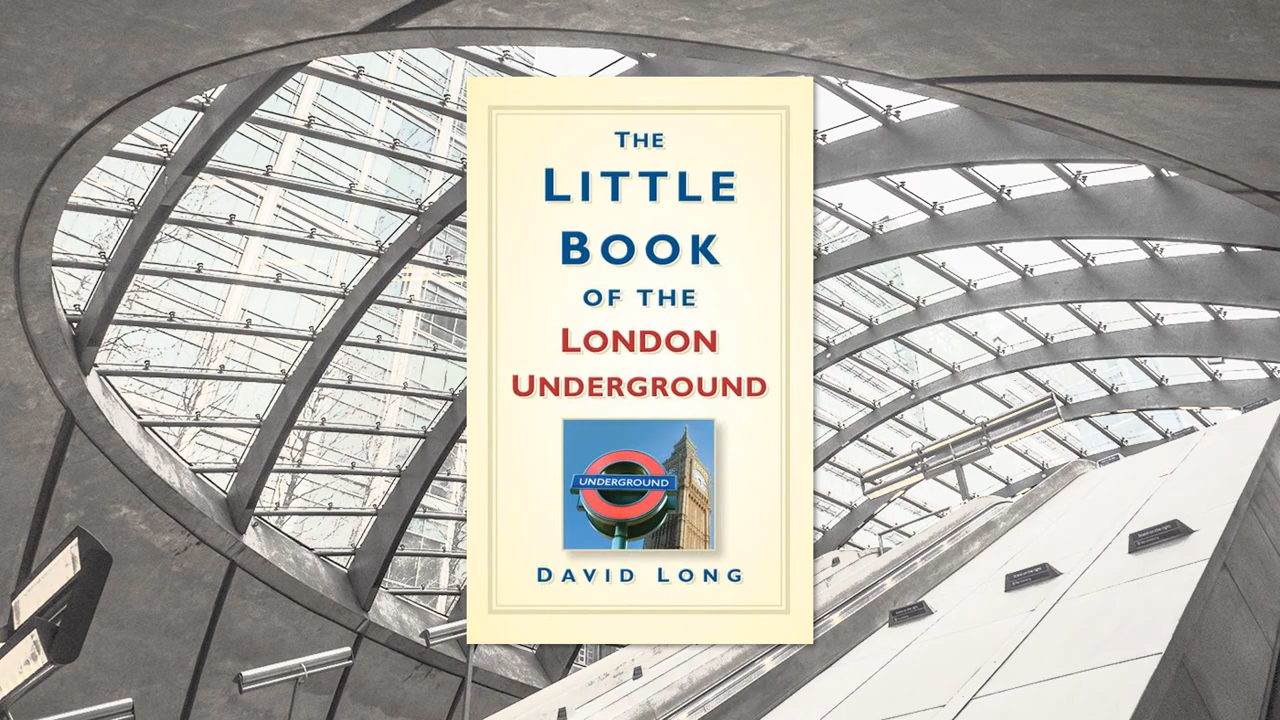 THE
LITTLE
BOOK
OF THE
LONDON
UNDERGROUND
UNDERGROUND
DAVID LONG